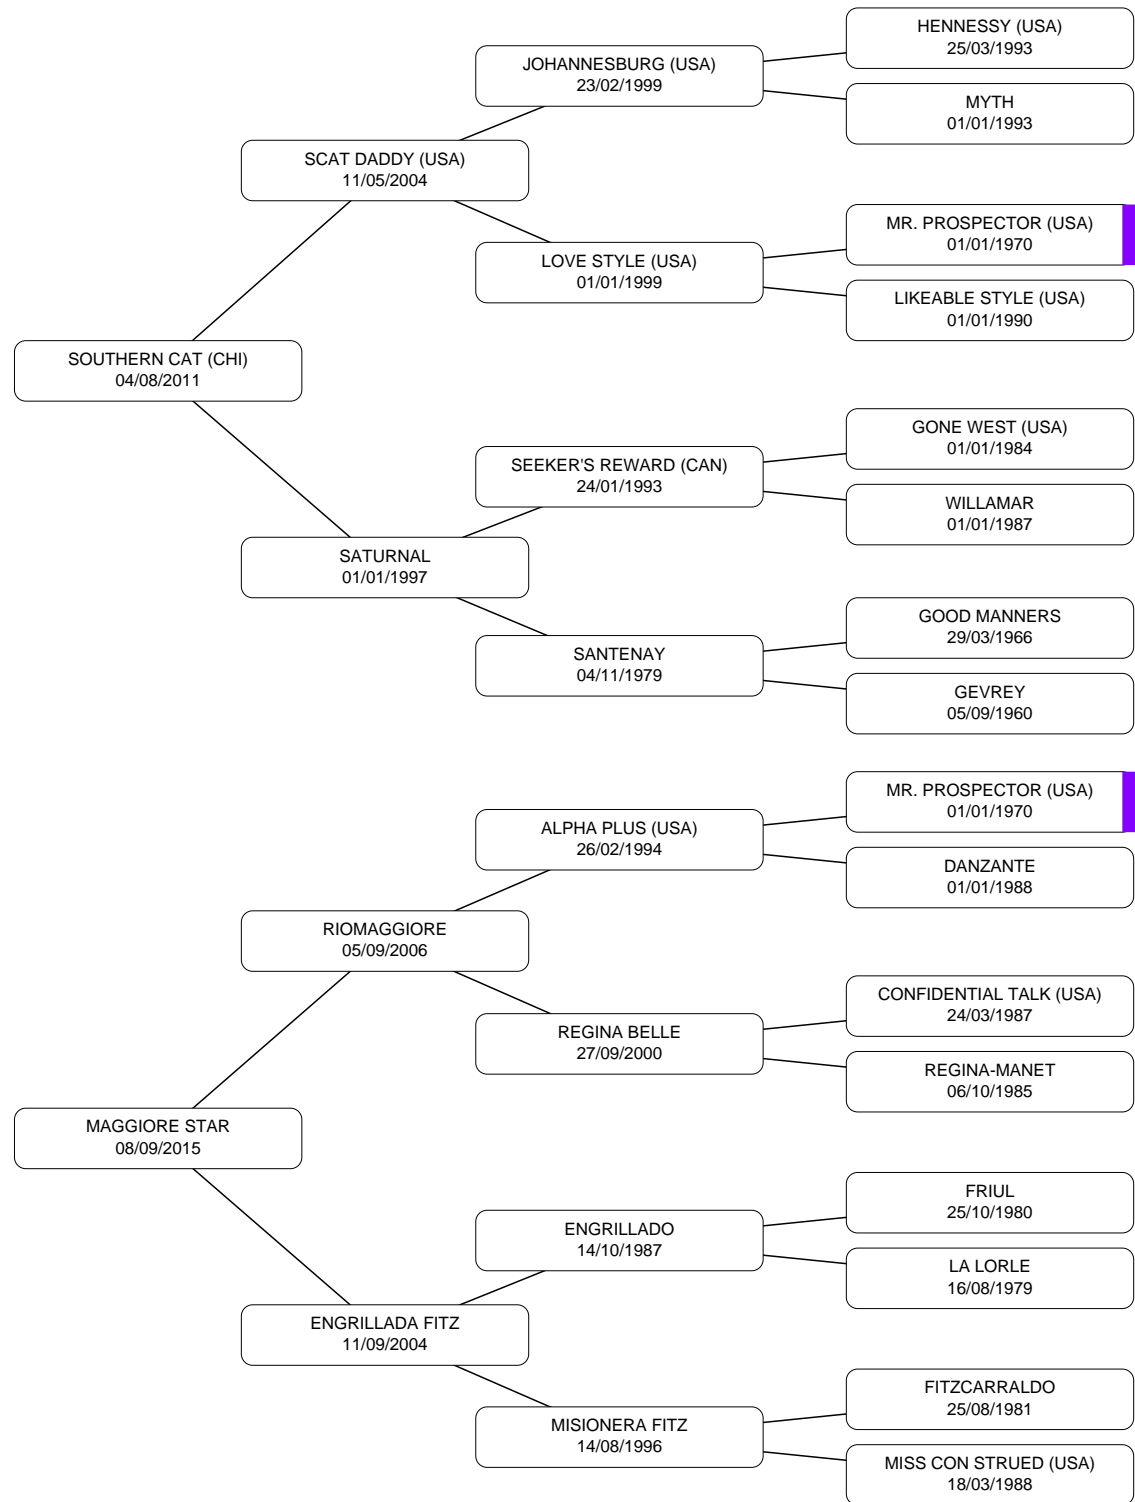 HENNESSY (USA)
25/03/1993
JOHANNESBURG (USA)
23/02/1999
MYTH
01/01/1993
SCAT DADDY (USA)
11/05/2004
MR. PROSPECTOR (USA)
01/01/1970
LOVE STYLE (USA)
01/01/1999
LIKEABLE STYLE (USA)
01/01/1990
SOUTHERN CAT (CHI)
04/08/2011
GONE WEST (USA)
01/01/1984
SEEKER'S REWARD (CAN)
24/01/1993
WILLAMAR
01/01/1987
SATURNAL
01/01/1997
GOOD MANNERS
29/03/1966
SANTENAY
04/11/1979
GEVREY
05/09/1960
MR. PROSPECTOR (USA)
01/01/1970
ALPHA PLUS (USA)
26/02/1994
DANZANTE
01/01/1988
RIOMAGGIORE
05/09/2006
CONFIDENTIAL TALK (USA)
24/03/1987
REGINA BELLE
27/09/2000
REGINA-MANET
06/10/1985
MAGGIORE STAR
08/09/2015
FRIUL
25/10/1980
ENGRILLADO
14/10/1987
LA LORLE
16/08/1979
ENGRILLADA FITZ
11/09/2004
FITZCARRALDO
25/08/1981
MISIONERA FITZ
14/08/1996
MISS CON STRUED (USA)
18/03/1988